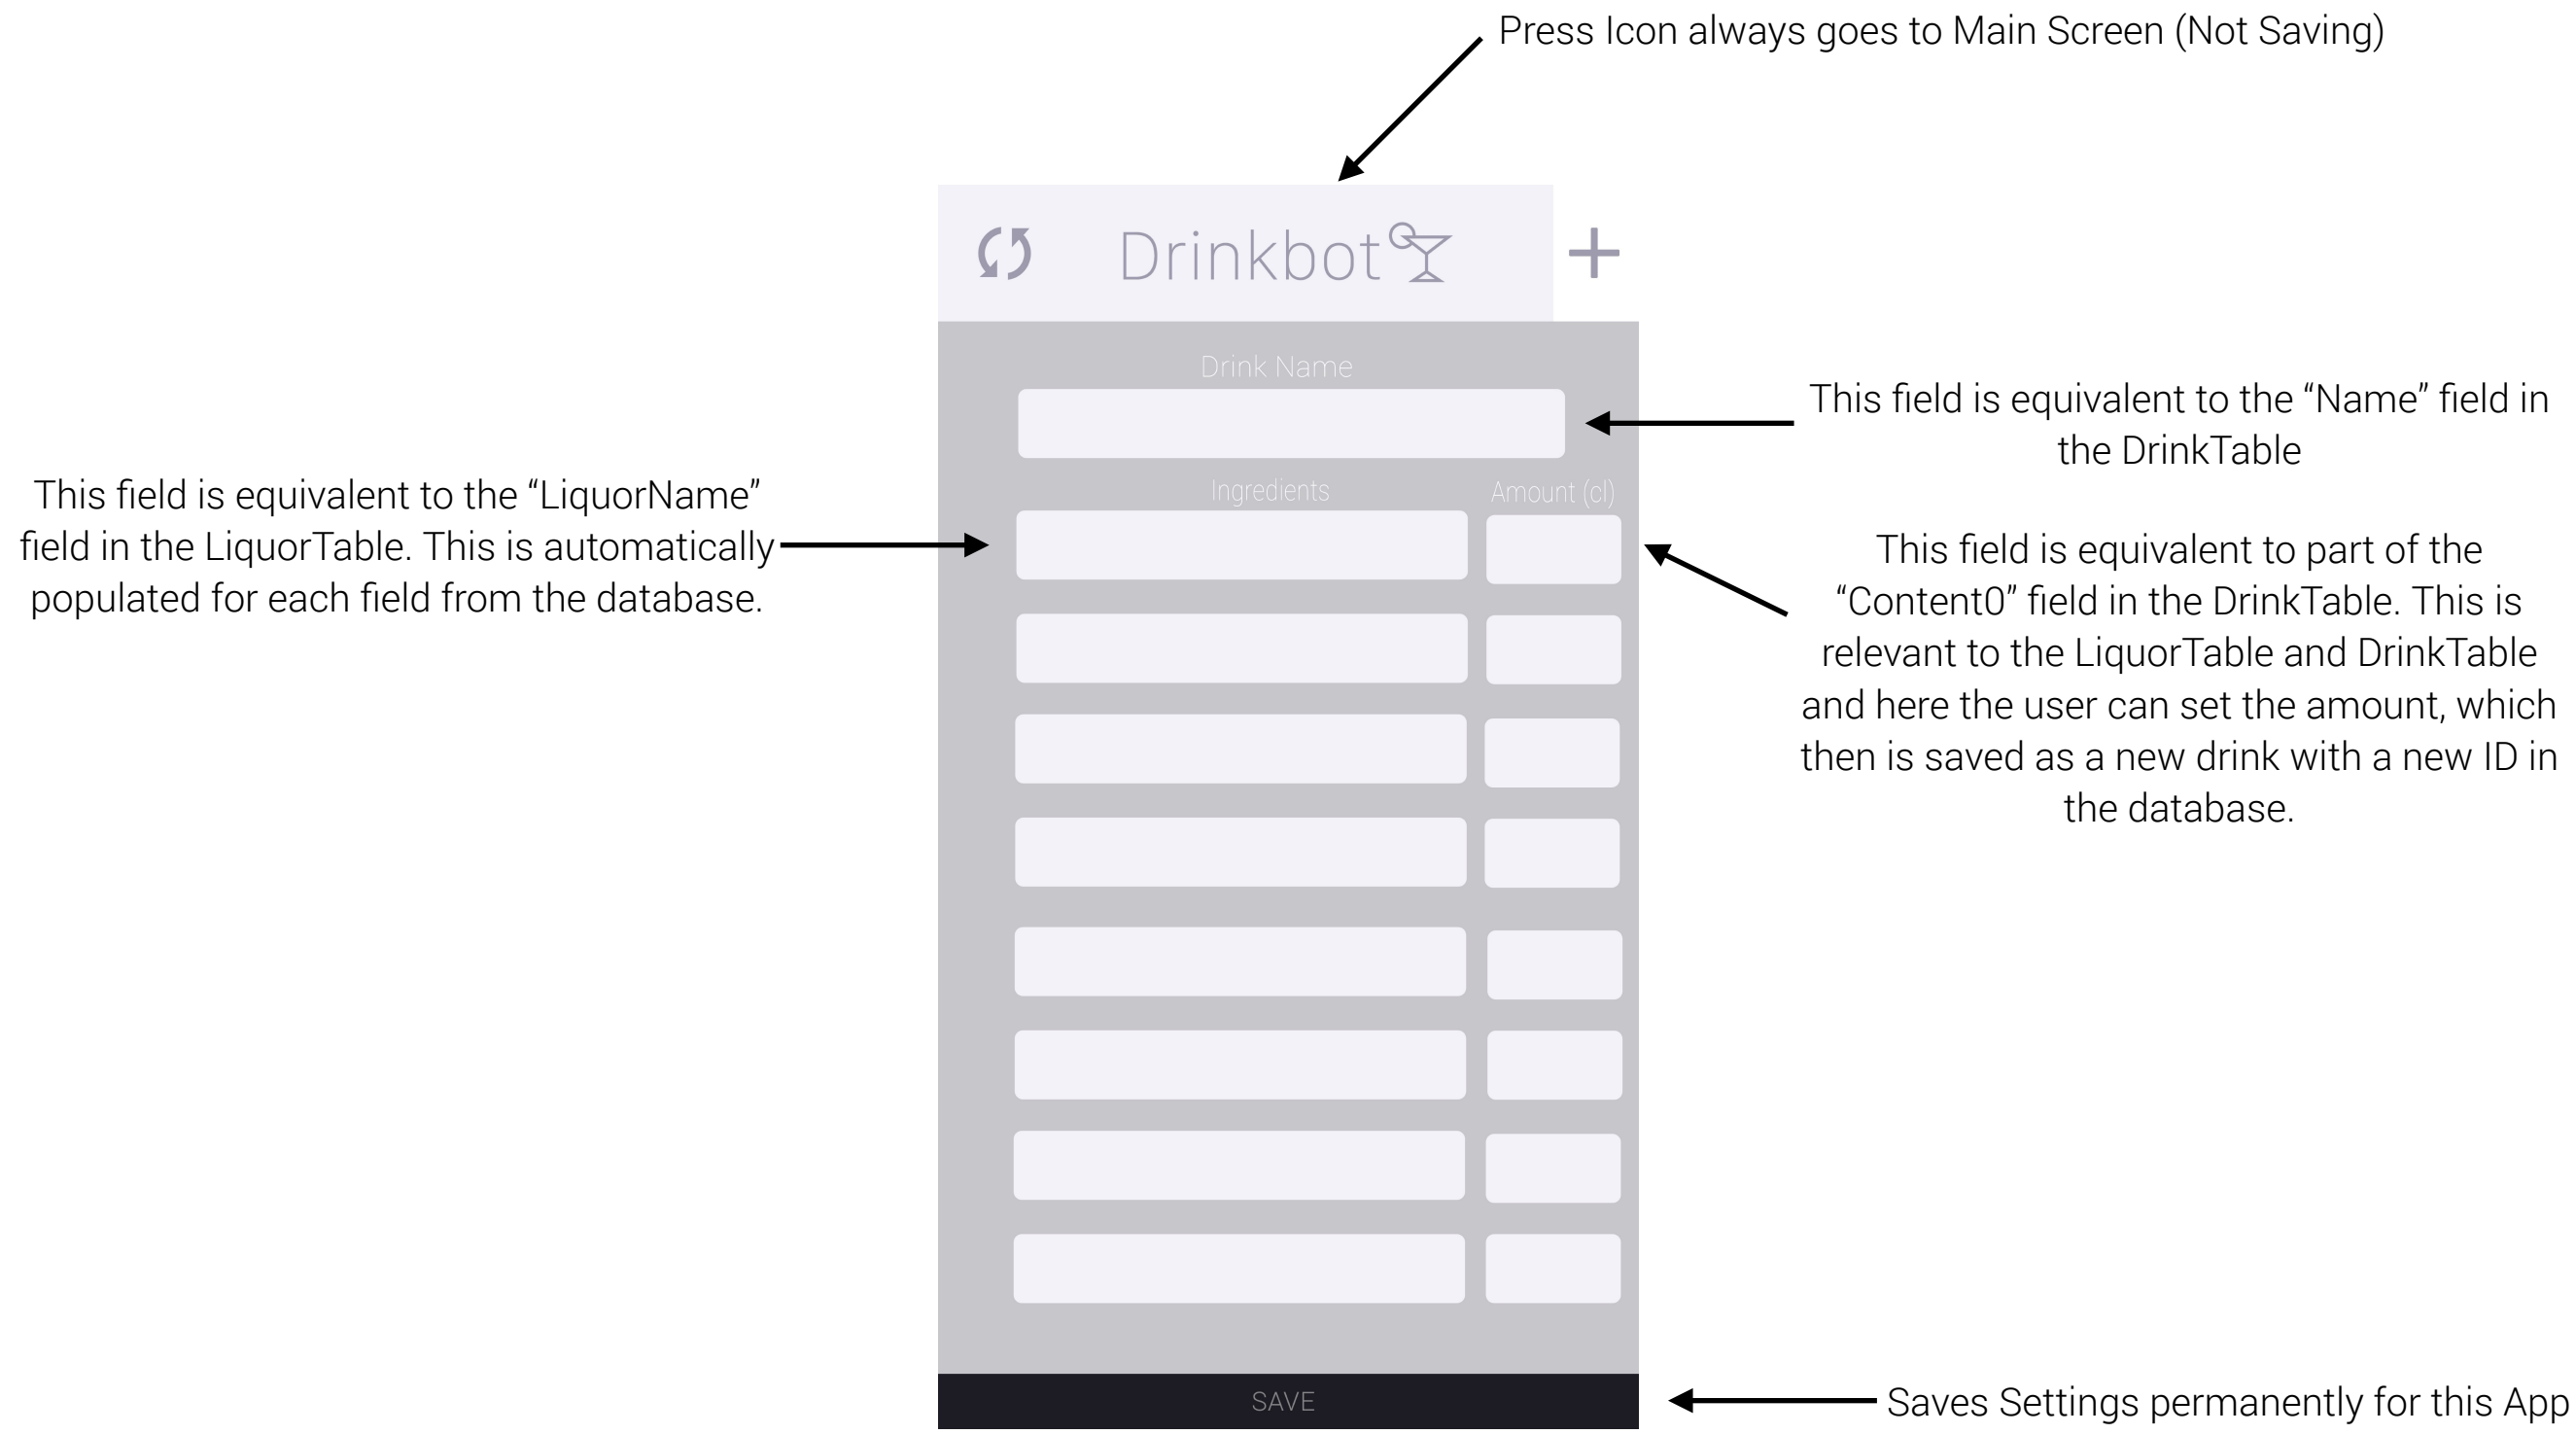 Press Icon always goes to Main Screen (Not Saving)
Drinkbot
Drink Name
This field is equivalent to the “Name” field in
the DrinkTable
This field is equivalent to the “LiquorName”
field in the LiquorTable. This is automatically
populated for each field from the database.
Ingredients
Amount (cl)
This field is equivalent to part of the
“Content0” field in the DrinkTable. This is
relevant to the LiquorTable and DrinkTable
and here the user can set the amount, which
then is saved as a new drink with a new ID in
the database.
SAVE
Saves Settings permanently for this App